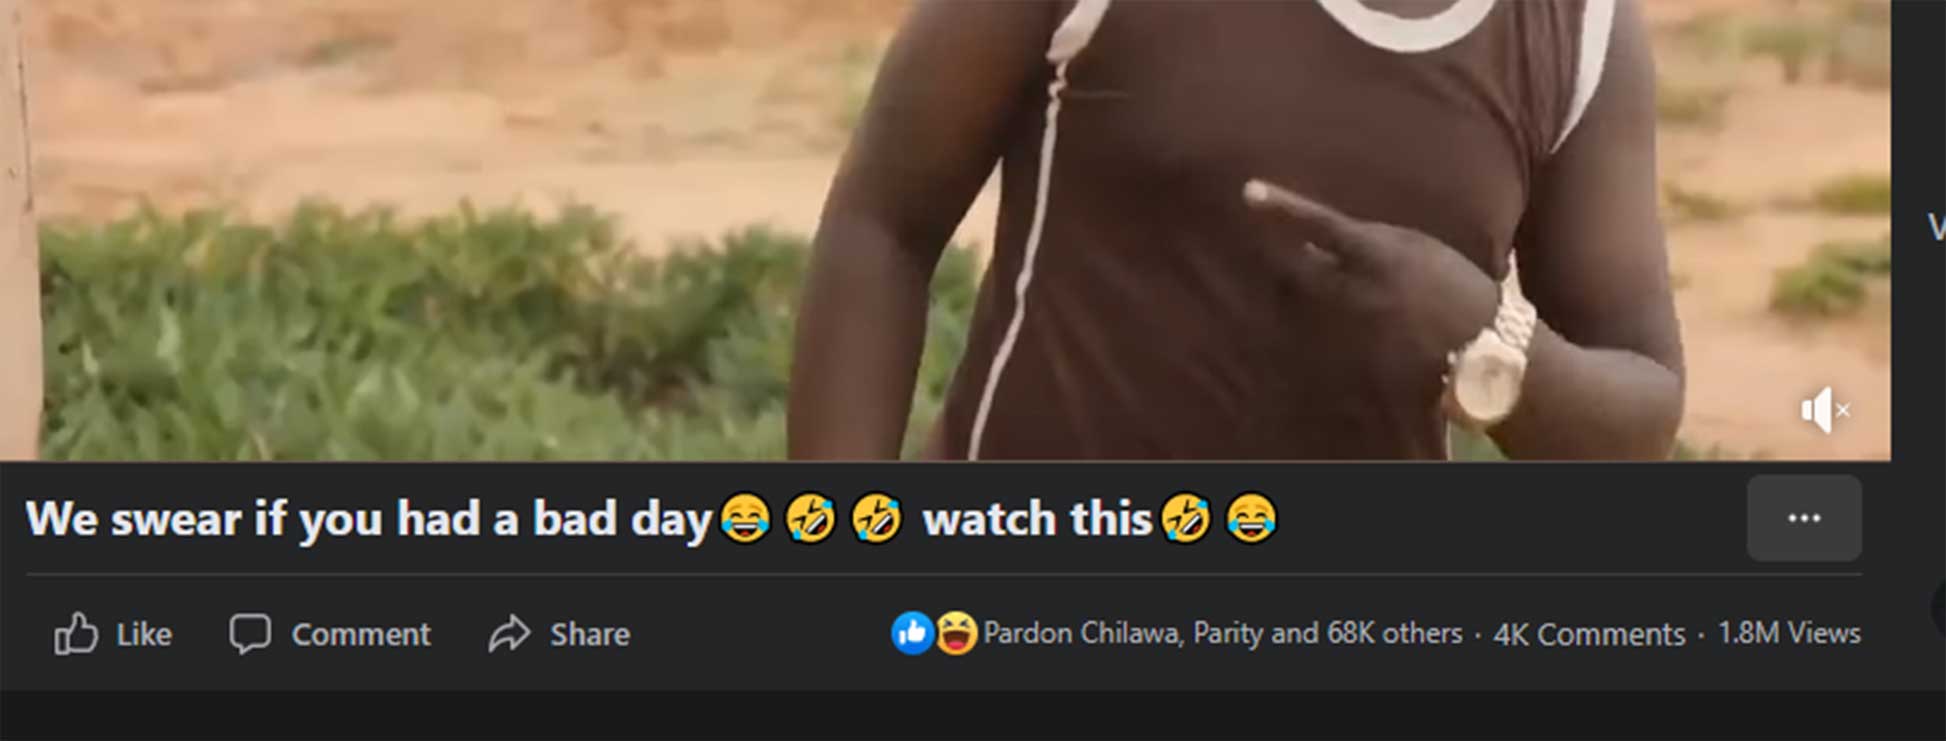 V
We swear if you had a bad day😂🤣🤣 watch this🤣😂
...
Like Comment Share Pardon Chilawa, Parity and 68K others · 4K Comments · 1.8M Views